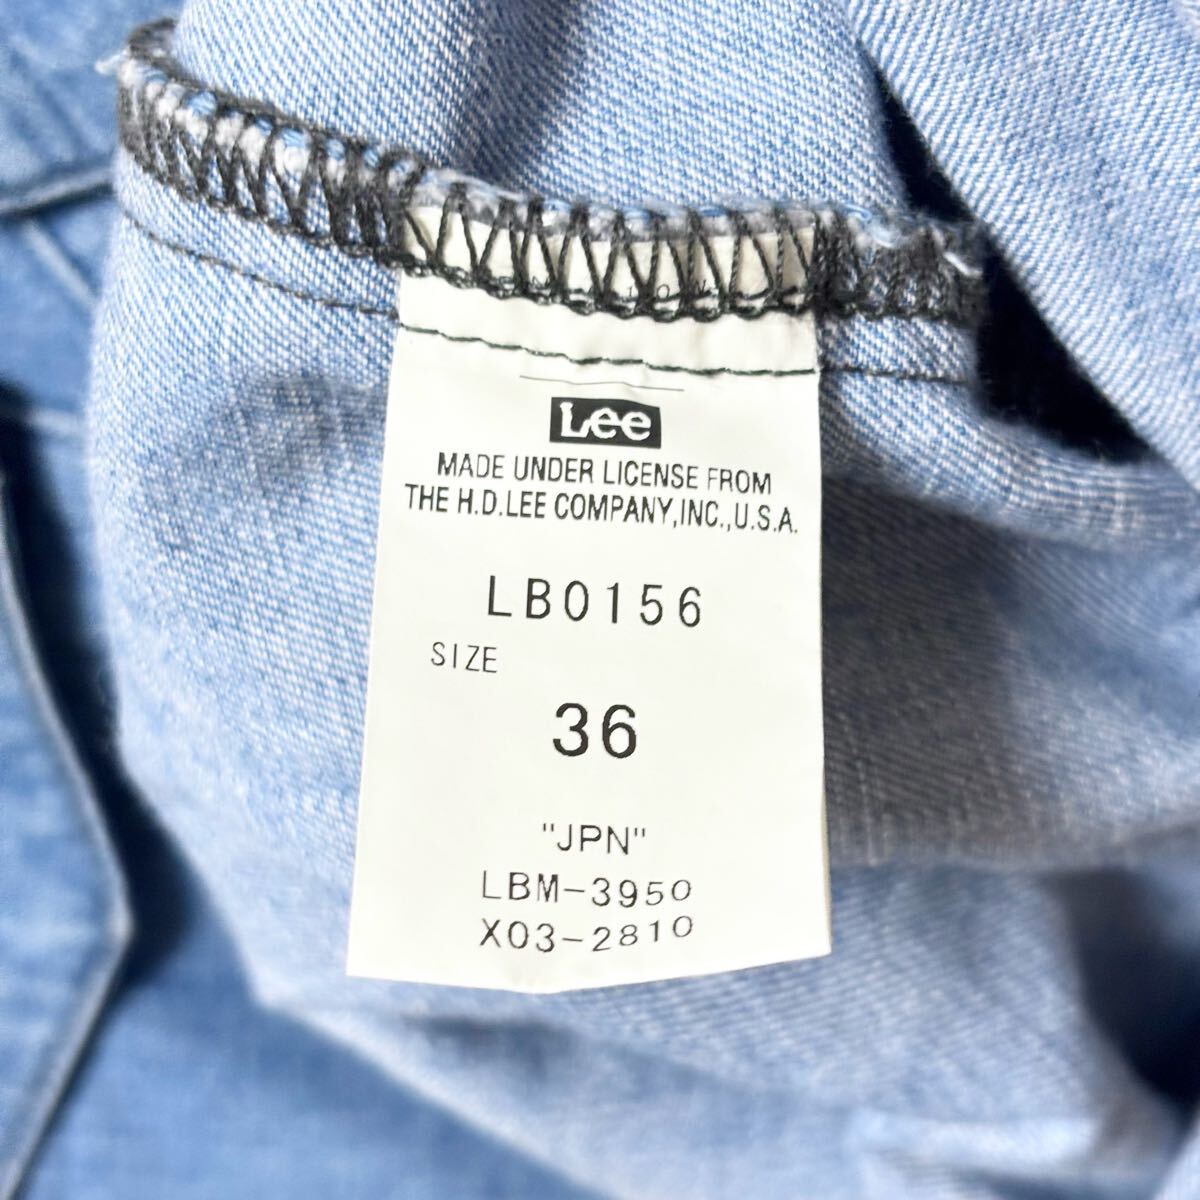 Lee
MADE UNDER LICENSE FROM
THE H.D.LEE COMPANY,INC.,U.S.A.
LB0156
SIZE
36
"JPN"
LBM-3950
X03-2810